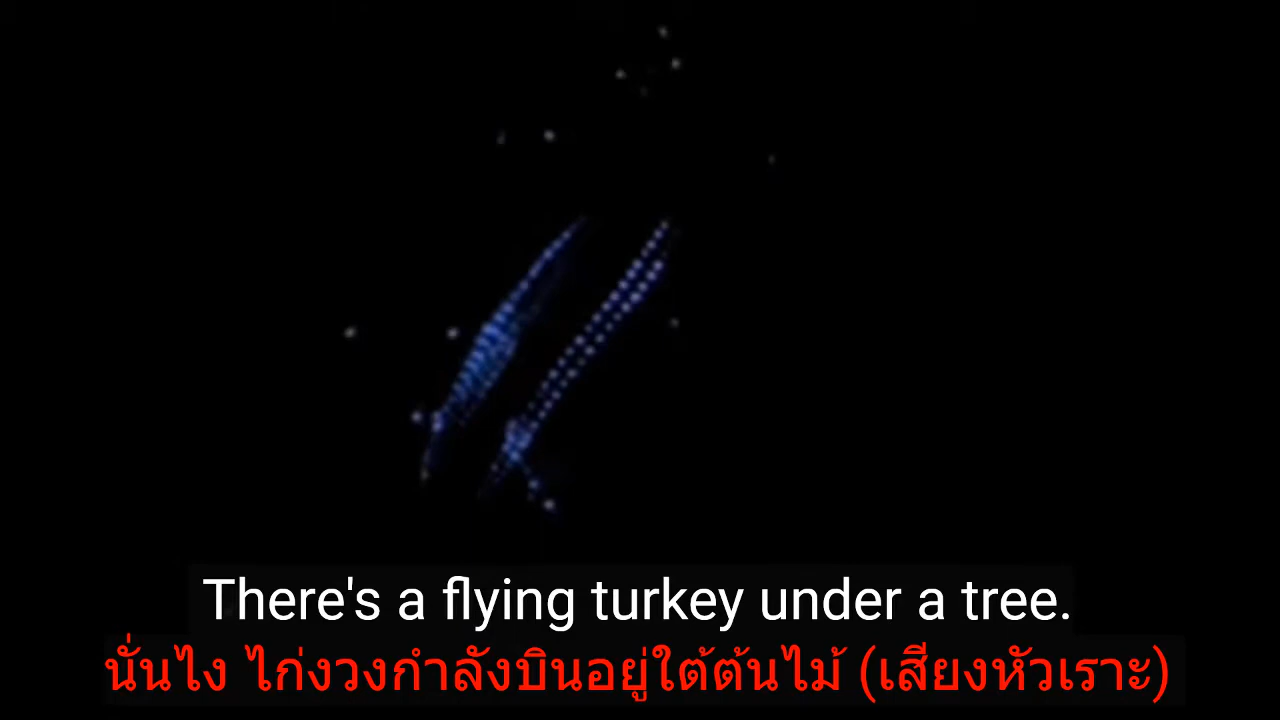 There's a flying turkey under a tree.
นั่นไง ไก่งวงกำลังบินอยู่ใต้ต้นไม้ (เสียงหัวเราะ)